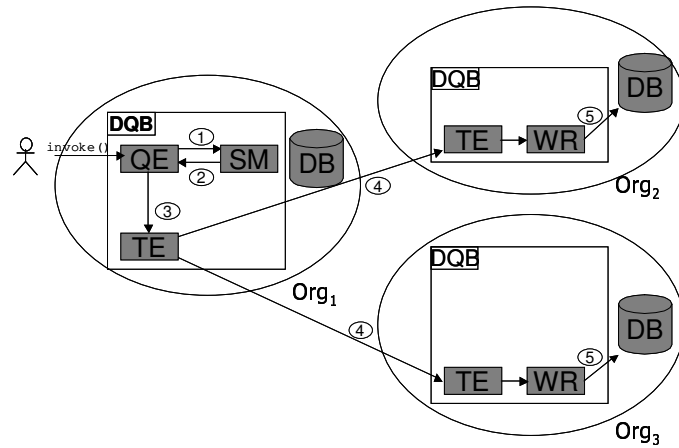 DQB
invoke()
QE
1
SM
2
DB
3
TE
Org1
4
4
DQB
TE
WR
5
DB
Org2
DQB
TE
WR
5
DB
Org3